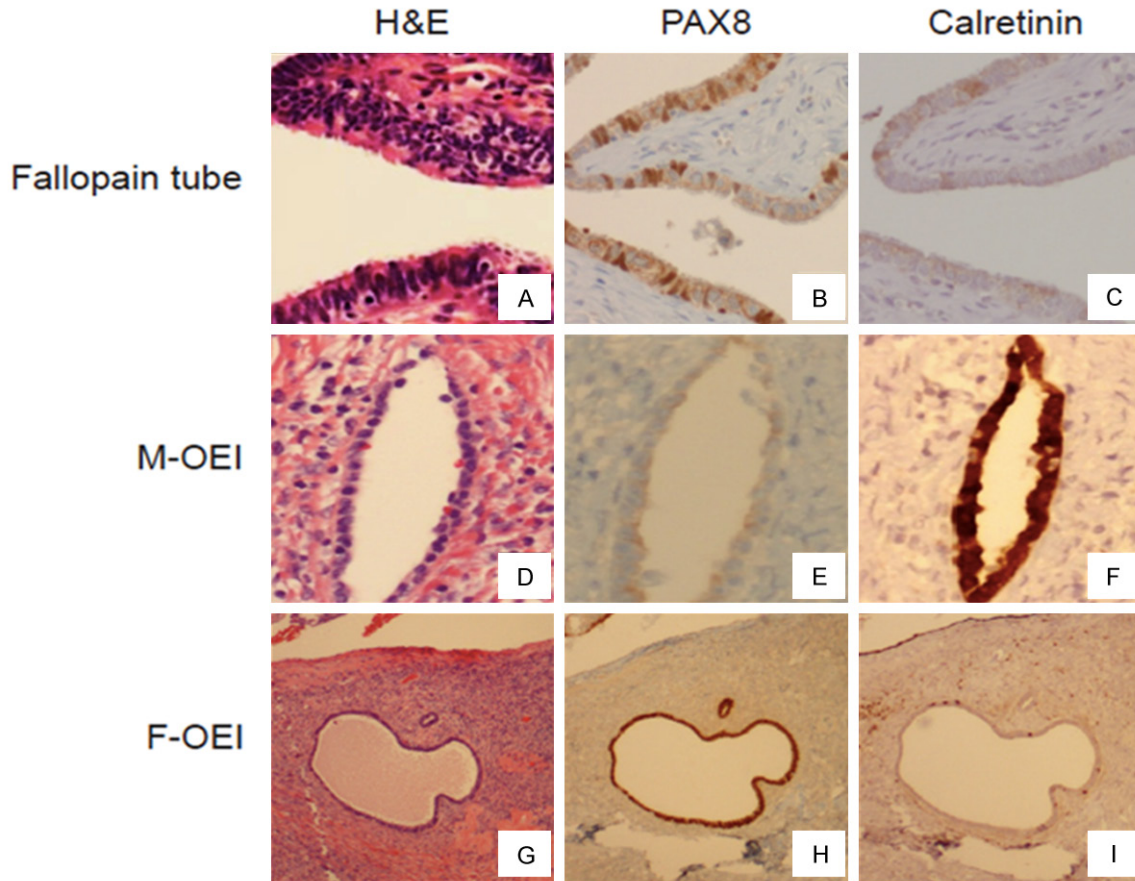 H&E PAX8 Calretinin
Fallopain tube
A B C
M-OEI
D E F
F-OEI
G H I